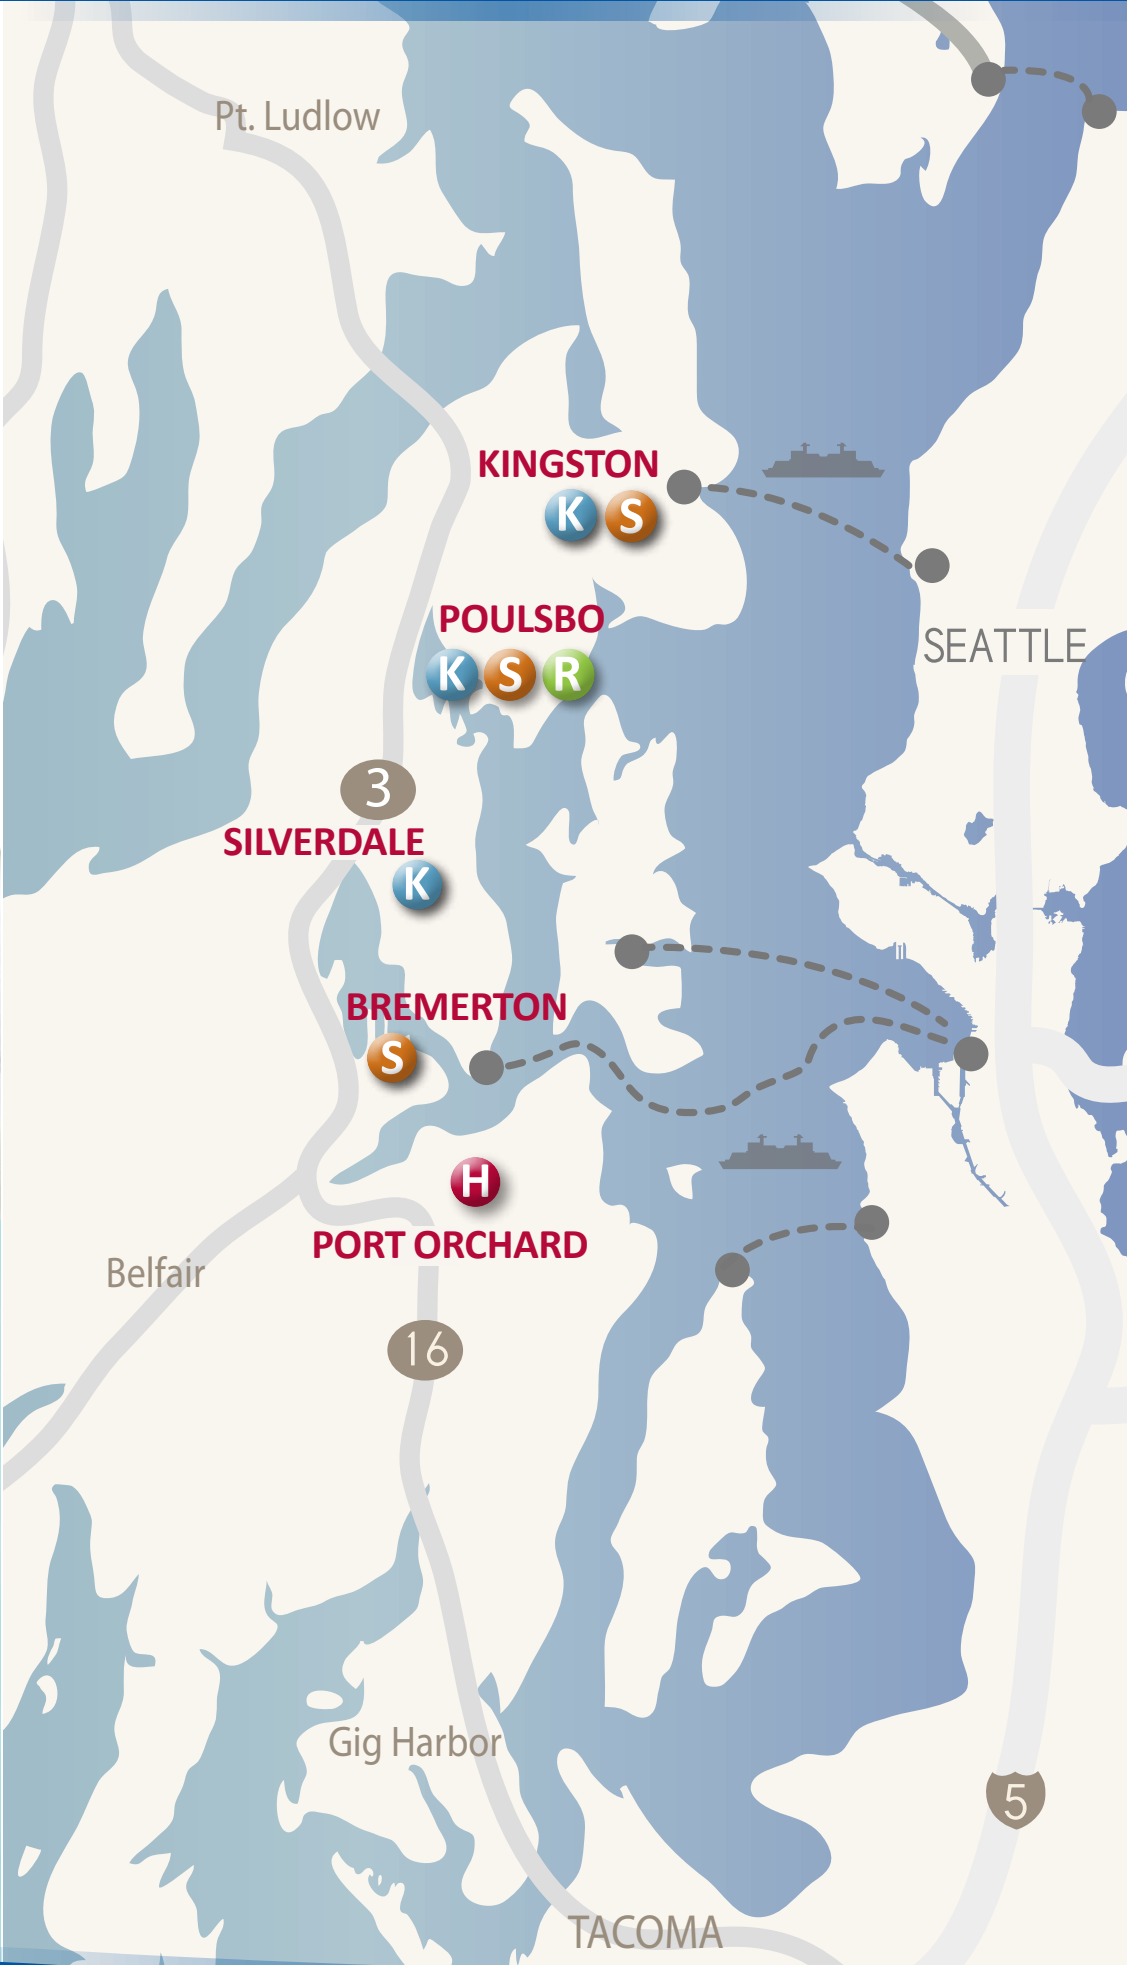 Pt. Ludlow
KINGSTON
K S
POULSBO
SEATTLE
K S R
3
SILVERDALE
K
BREMERTON
S
H
PORT ORCHARD
Belfair
16
Gig Harbor
5
TACOMA